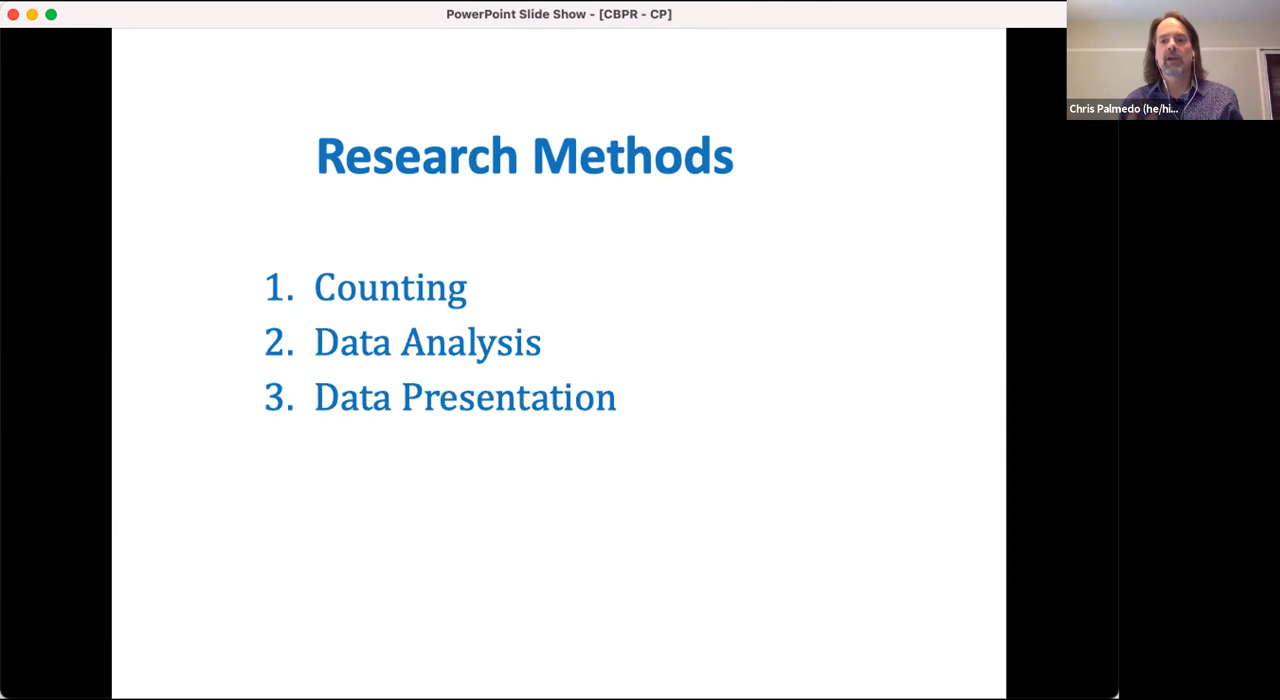 PowerPoint Slide Show - [CBPR - CP]
Chris Palmedo (he/hi...
Research Methods
1. Counting
2. Data Analysis
3. Data Presentation